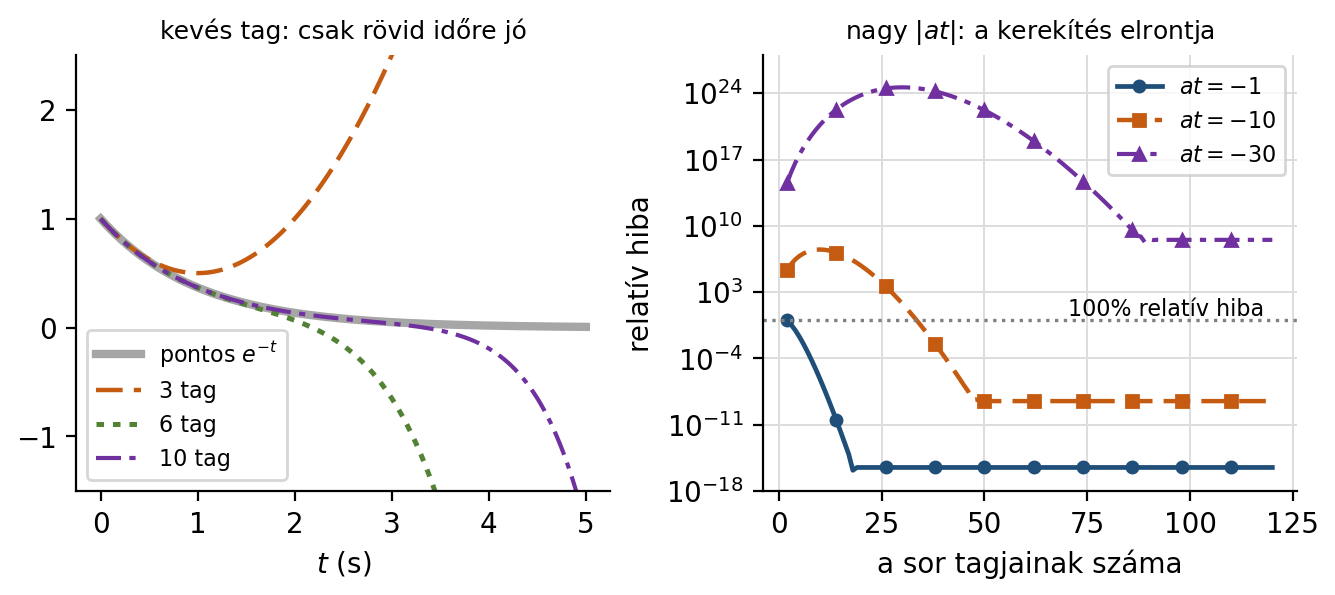 kevés tag: csak rövid időre jó
2
1
0
−1
pontos e^{−t}
3 tag
6 tag
10 tag
0 1 2 3 4 5
t (s)
nagy |at|: a kerekítés elrontja
relatív hiba
10^{24}
10^{17}
10^{10}
10^{3}
10^{−4}
10^{−11}
10^{−18}
at = −1
at = −10
at = −30
100% relatív hiba
0 25 50 75 100 125
a sor tagjainak száma